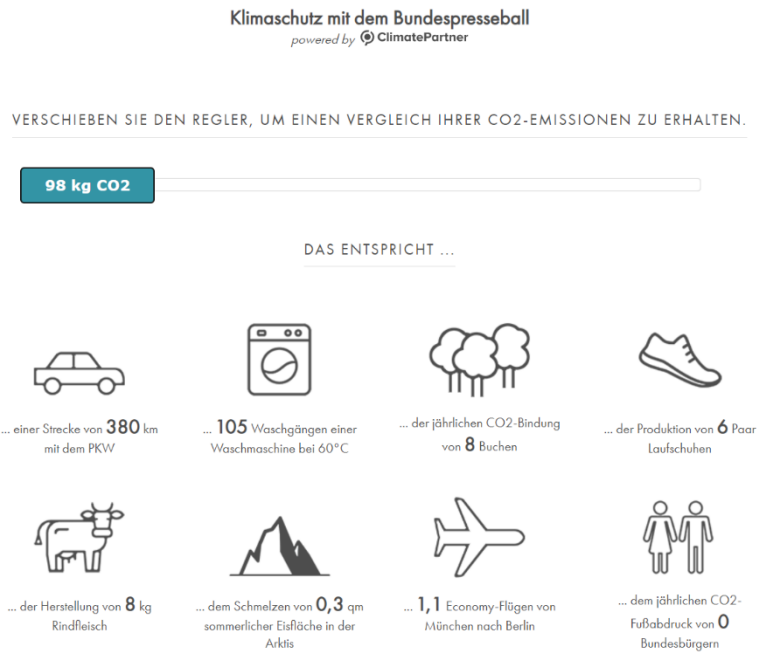 Klimaschutz mit dem Bundespresseball
powered by ClimatePartner
VERSCHIEBEN SIE DEN REGLER, UM EINEN VERGLEICH IHRER CO2-EMISSIONEN ZU ERHALTEN.
98 kg CO2
DAS ENTSPRICHT ...
... einer Strecke von 380 km
mit dem PKW
... 105 Waschgängen einer
Waschmaschine bei 60°C
... der jährlichen CO2-Bindung
von 8 Buchen
... der Produktion von 6 Paar
Laufschuhen
... der Herstellung von 8 kg
Rindfleisch
... dem Schmelzen von 0,3 qm
sommerlicher Eisfläche in der
Arktis
... 1,1 Economy-Flügen von
München nach Berlin
... dem jährlichen CO2-
Fußabdruck von 0
Bundesbürgern